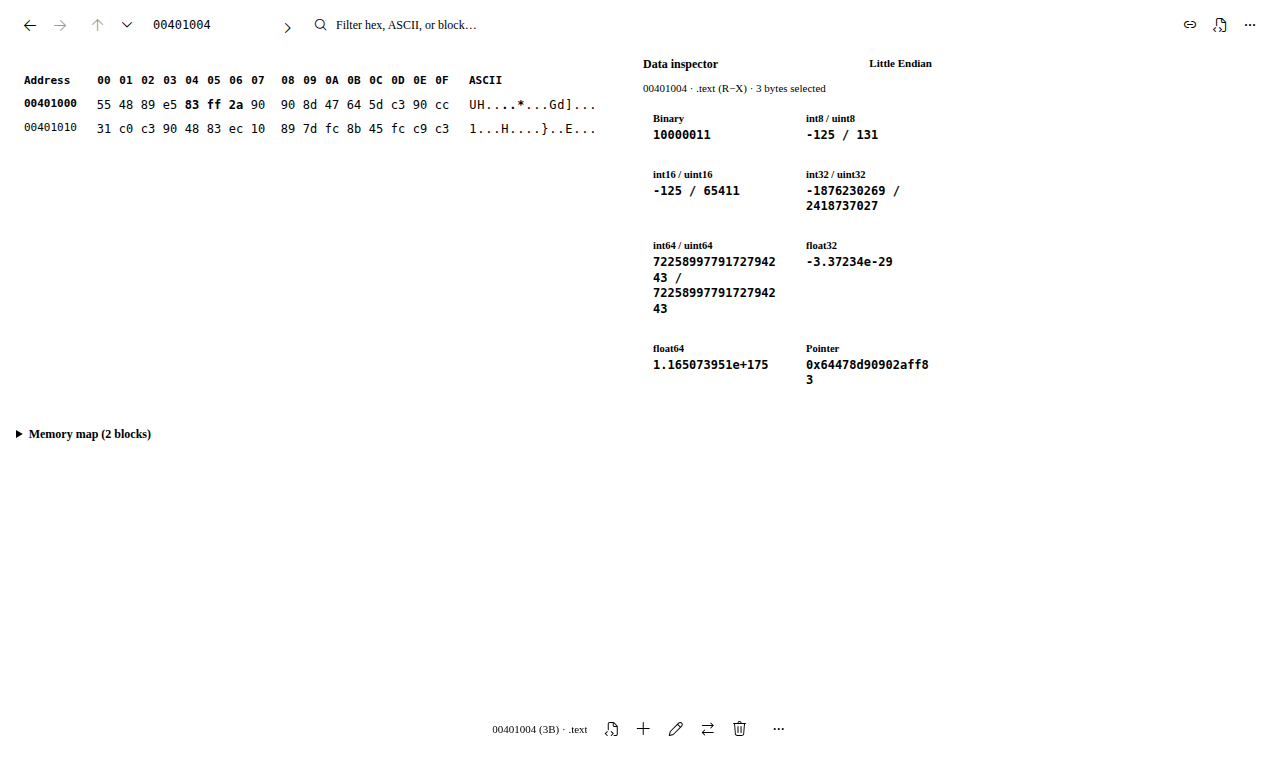 00401004
Filter hex, ASCII, or block…
Address 00 01 02 03 04 05 06 07 08 09 0A 0B 0C 0D 0E 0F ASCII
00401000 55 48 89 e5 83 ff 2a 90 90 8d 47 64 5d c3 90 cc UH....*...Gd]...
00401010 31 c0 c3 90 48 83 ec 10 89 7d fc 8b 45 fc c9 c3 1...H....}..E...
Data inspector Little Endian
00401004 · .text (R−X) · 3 bytes selected
Binary int8 / uint8
10000011 -125 / 131
int16 / uint16 int32 / uint32
-125 / 65411 -1876230269 /
2418737027
int64 / uint64 float32
72258997791727942 -3.37234e-29
43 /
72258997791727942
43
float64 Pointer
1.165073951e+175 0x64478d90902aff8
3
Memory map (2 blocks)
00401004 (3B) · .text